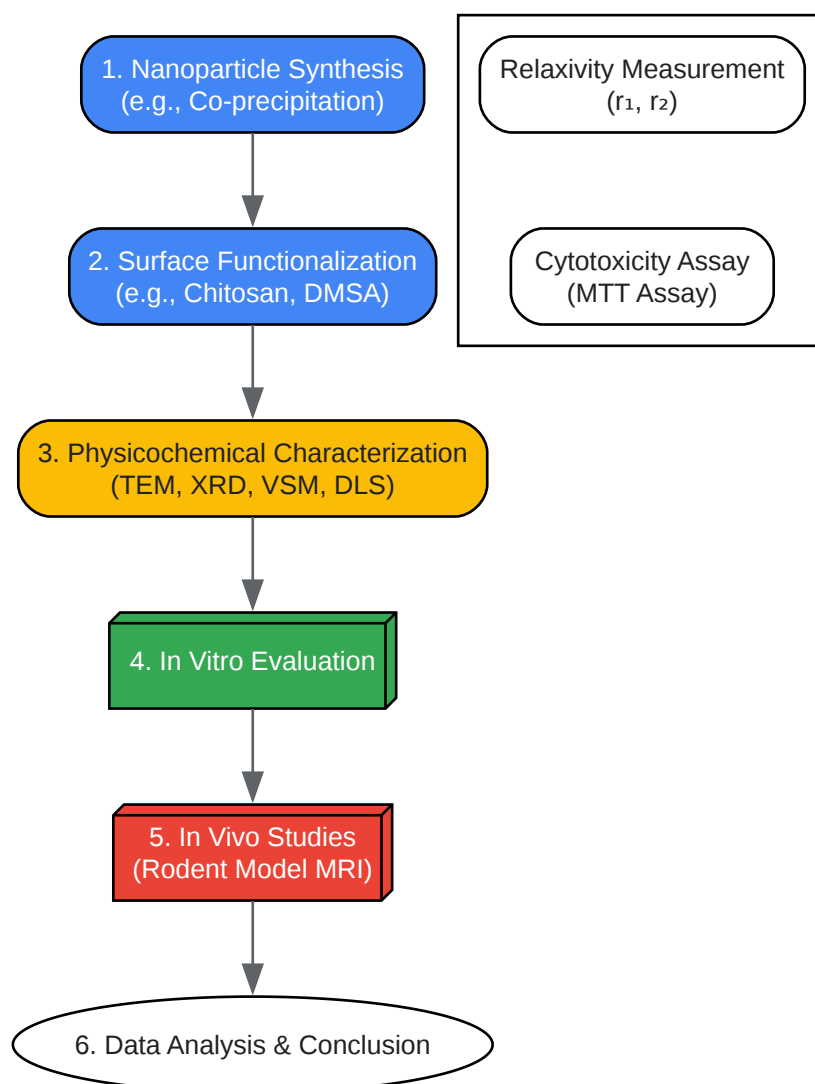 1. Nanoparticle Synthesis
(e.g., Co-precipitation)
Relaxivity Measurement
(r₁, r₂)
2. Surface Functionalization
(e.g., Chitosan, DMSA)
Cytotoxicity Assay
(MTT Assay)
3. Physicochemical Characterization
(TEM, XRD, VSM, DLS)
4. In Vitro Evaluation
5. In Vivo Studies
(Rodent Model MRI)
6. Data Analysis & Conclusion